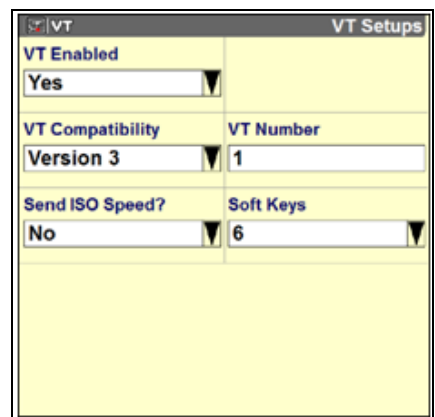 VT VT Setups
VT Enabled
Yes
VT Compatibility VT Number
Version 3 1
Send ISO Speed? Soft Keys
No 6